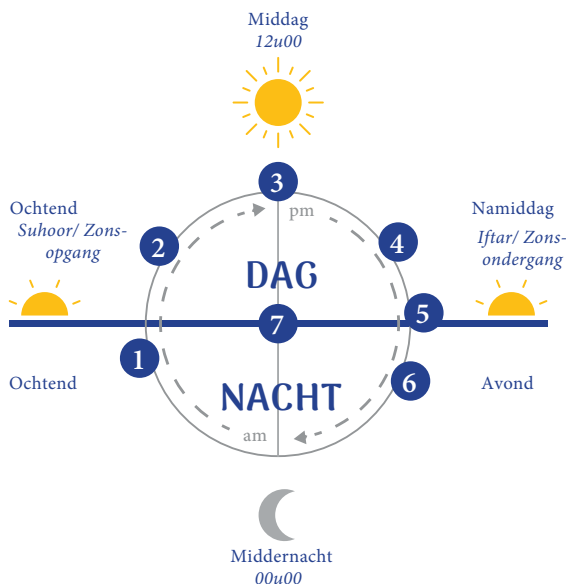 Middag
12u00
3
Ochtend
Suhoor/ Zons-
opgang
pm
Namiddag
Iftar/ Zons-
ondergang
2
4
DAG
5
7
1
Ochtend
6
Avond
NACHT
am
Middernacht
00u00